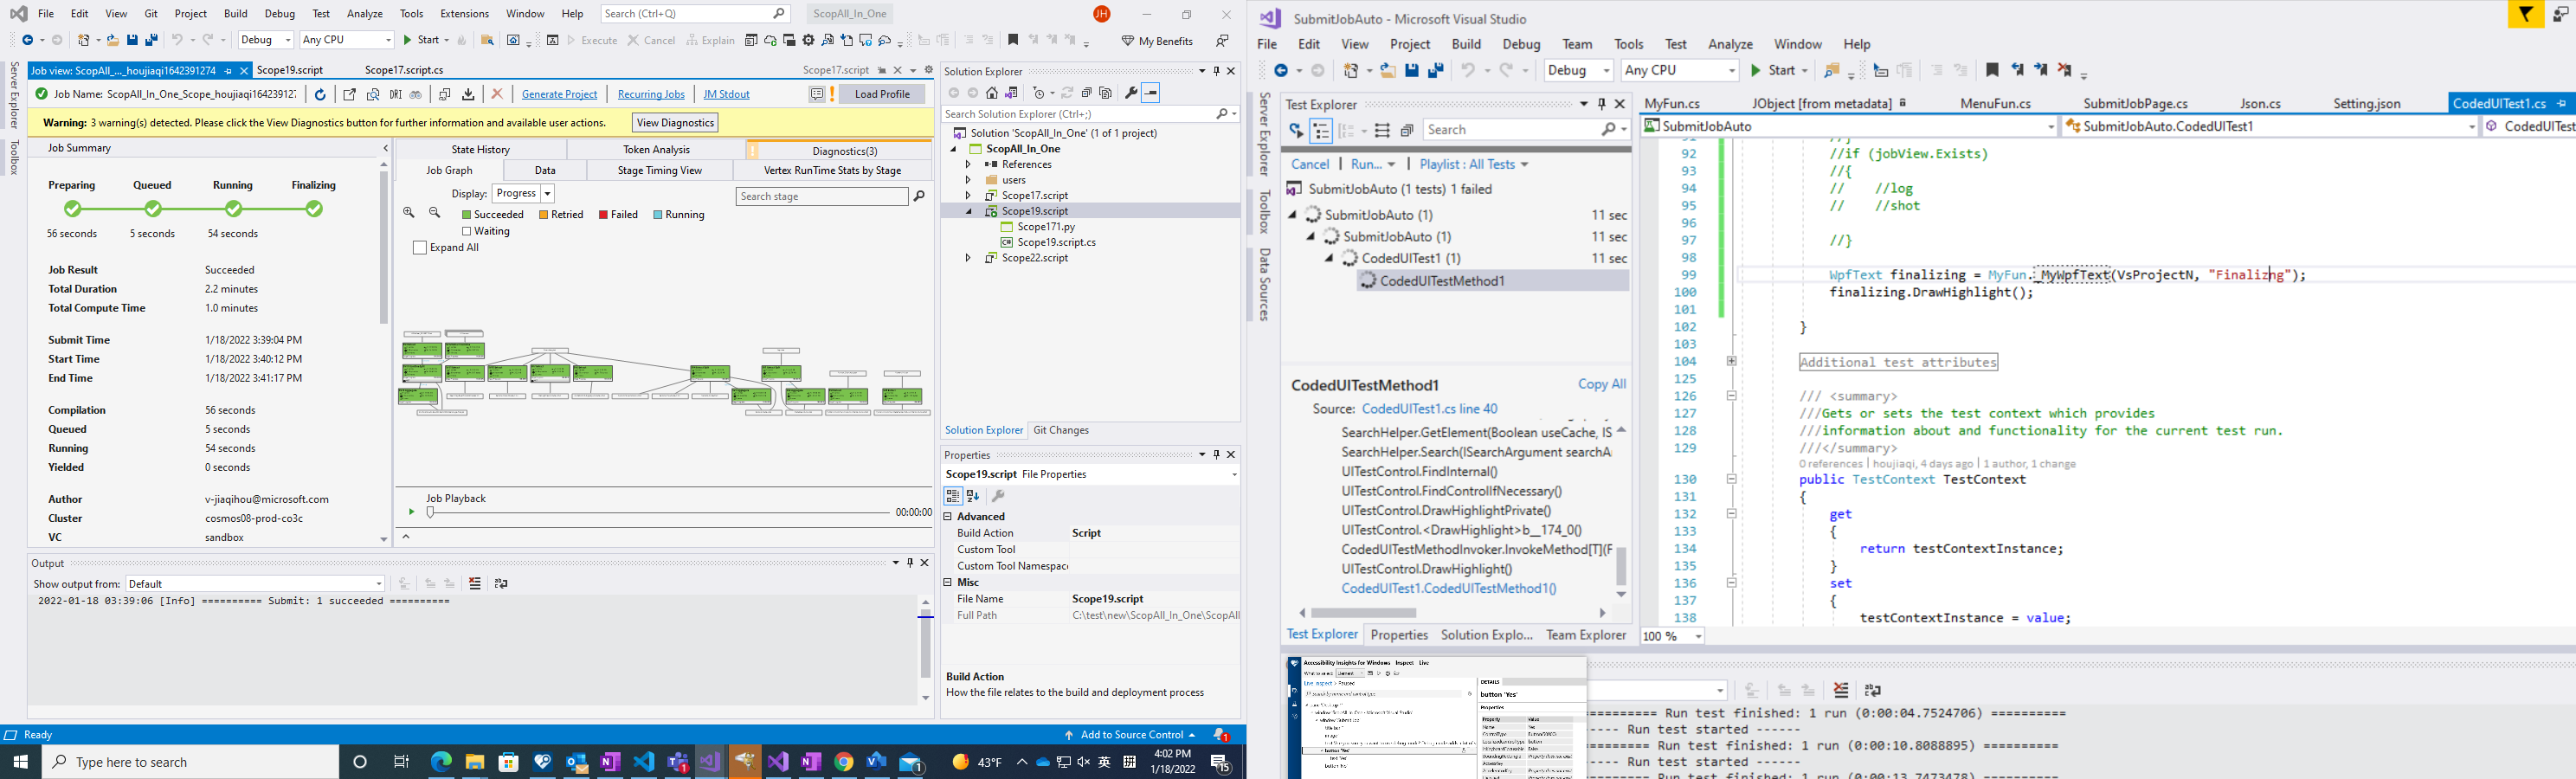 File Edit View Git Project Build Debug Test Analyze Tools Extensions Window Help Search (Ctrl+Q) ScopAll_In_One JH
Debug Any CPU Start Execute Cancel Explain My Benefits
Server Explorer
Toolbox
Job view: ScopAll_..._houjiaqi1642391274 Scope19.script Scope17.script.cs Scope17.script
Job Name: ScopAll_In_One_Scope_houjiaqi16423912 Generate Project Recurring Jobs JM Stdout Load Profile
Warning: 3 warning(s) detected. Please click the View Diagnostics button for further information and available user actions. View Diagnostics
Job Summary
Preparing Queued Running Finalizing
56 seconds 5 seconds 54 seconds
Job Result Succeeded
Total Duration 2.2 minutes
Total Compute Time 1.0 minutes
Submit Time 1/18/2022 3:39:04 PM
Start Time 1/18/2022 3:40:12 PM
End Time 1/18/2022 3:41:17 PM
Compilation 56 seconds
Queued 5 seconds
Running 54 seconds
Yielded 0 seconds
Author v-jiaqihou@microsoft.com
Cluster cosmos08-prod-co3c
VC sandbox
State History Token Analysis Diagnostics(3)
Job Graph Data Stage Timing View Vertex RunTime Stats by Stage
Display: Progress Search stage
Succeeded Retried Failed Running
Waiting
Expand All
Job Playback
00:00:00
Output
Show output from: Default
2022-01-18 03:39:06 [Info] ========== Submit: 1 succeeded ==========
Solution Explorer
Search Solution Explorer (Ctrl+;)
Solution 'ScopAll_In_One' (1 of 1 project)
ScopAll_In_One
References
users
Scope17.script
Scope19.script
Scope171.py
Scope19.script.cs
Scope22.script
Solution Explorer Git Changes
Properties
Scope19.script File Properties
Advanced
Build Action Script
Custom Tool
Custom Tool Namespace
Misc
File Name Scope19.script
Full Path C:\test\new\ScopAll_In_One\ScopAll
Build Action
How the file relates to the build and deployment process
Ready Add to Source Control 1
Type here to search 43°F 英 拼 4:02 PM 1/18/2022 15
SubmitJobAuto - Microsoft Visual Studio
File Edit View Project Build Debug Team Tools Test Analyze Window Help
Debug Any CPU Start
Server Explorer
Toolbox
Data Sources
Test Explorer
Search
Cancel Run... Playlist : All Tests
SubmitJobAuto (1 tests) 1 failed
SubmitJobAuto (1) 11 sec
SubmitJobAuto (1) 11 sec
CodedUITest1 (1) 11 sec
CodedUITestMethod1
CodedUITestMethod1 Copy All
Source: CodedUITest1.cs line 40
SearchHelper.GetElement(Boolean useCache, IS
SearchHelper.Search(ISearchArgument searchAr
UITestControl.FindInternal()
UITestControl.FindControlIfNecessary()
UITestControl.DrawHighlightPrivate()
UITestControl.<DrawHighlight>b__174_0()
CodedUITestMethodInvoker.InvokeMethod[T](F
UITestControl.DrawHighlight()
CodedUITest1.CodedUITestMethod1()
Test Explorer Properties Solution Explo... Team Explorer
MyFun.cs JObject [from metadata] MenuFun.cs SubmitJobPage.cs Json.cs Setting.json CodedUITest1.cs
SubmitJobAuto SubmitJobAuto.CodedUITest1 CodedUITest
92 //if (jobView.Exists)
93 //{
94 // //log
95 // //shot
96
97 //}
98
99 WpfText finalizing = MyFun._MyWpfText(VsProjectN, "Finalizing");
100 finalizing.DrawHighlight();
101
102 }
103
104 Additional test attributes
125
126 /// <summary>
127 ///Gets or sets the test context which provides
128 ///information about and functionality for the current test run.
129 ///</summary>
0 references | houjiaqi, 4 days ago | 1 author, 1 change
130 public TestContext TestContext
131 {
132 get
133 {
134 return testContextInstance;
135 }
136 set
137 {
138 testContextInstance = value;
100 %
Accessibility Insights for Windows Inspect Live
DETAILS
button 'Yes'
Properties
========== Run test finished: 1 run (0:00:04.7524706) ==========
---- Run test started ------
========= Run test finished: 1 run (0:00:10.8088895) ==========
---- Run test started ------
========= Run test finished: 1 run (0:00:13.7473478) ==========